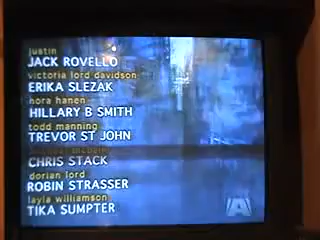 justin
JACK ROVELLO
victoria lord davidson
ERIKA SLEZAK
nora hanen
HILLARY B SMITH
todd manning
TREVOR ST JOHN
CHRIS STACK
dorian lord
ROBIN STRASSER
layla williamson
TIKA SUMPTER